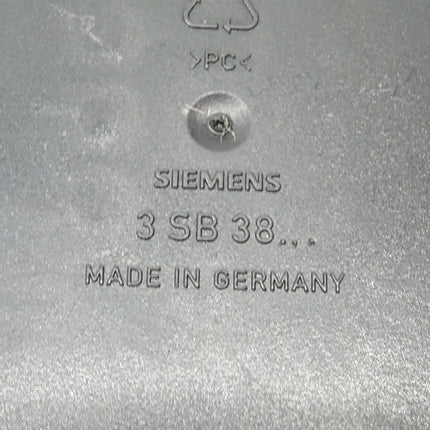 >PC<
SIEMENS
3 SB 38...
MADE IN GERMANY